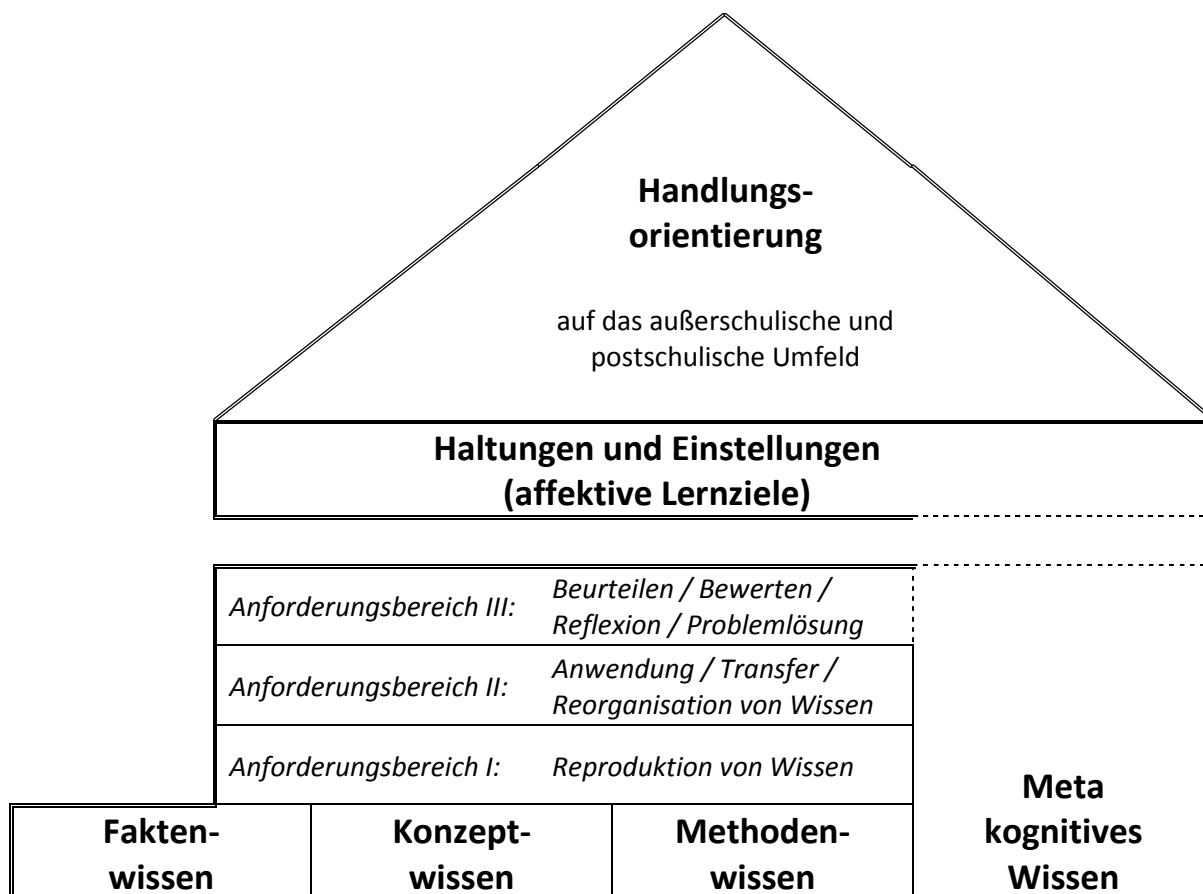 Handlungs-
orientierung
auf das außerschulische und
postschulische Umfeld
Haltungen und Einstellungen
(affektive Lernziele)
Anforderungsbereich III:
Beurteilen / Bewerten /
Reflexion / Problemlösung
Anforderungsbereich II:
Anwendung / Transfer /
Reorganisation von Wissen
Anforderungsbereich I:
Reproduktion von Wissen
Fakten-
wissen
Konzept-
wissen
Methoden-
wissen
Meta
kognitives
Wissen